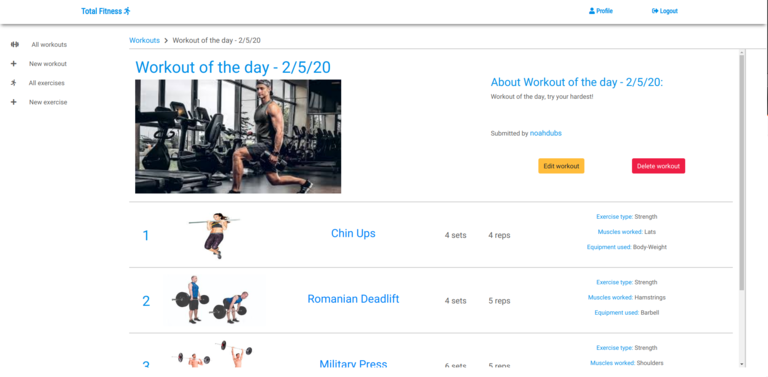 Total Fitness
Profile
Logout
All workouts
New workout
All exercises
New exercise
Workouts > Workout of the day - 2/5/20
Workout of the day - 2/5/20
About Workout of the day - 2/5/20:
Workout of the day, try your hardest!
Submitted by noahdubs
Edit workout
Delete workout
1
Chin Ups
4 sets
4 reps
Exercise type: Strength
Muscles worked: Lats
Equipment used: Body-Weight
2
Romanian Deadlift
4 sets
5 reps
Exercise type: Strength
Muscles worked: Hamstrings
Equipment used: Barbell
3
Military Press
6 sets
5 reps
Exercise type: Strength
Muscles worked: Shoulders